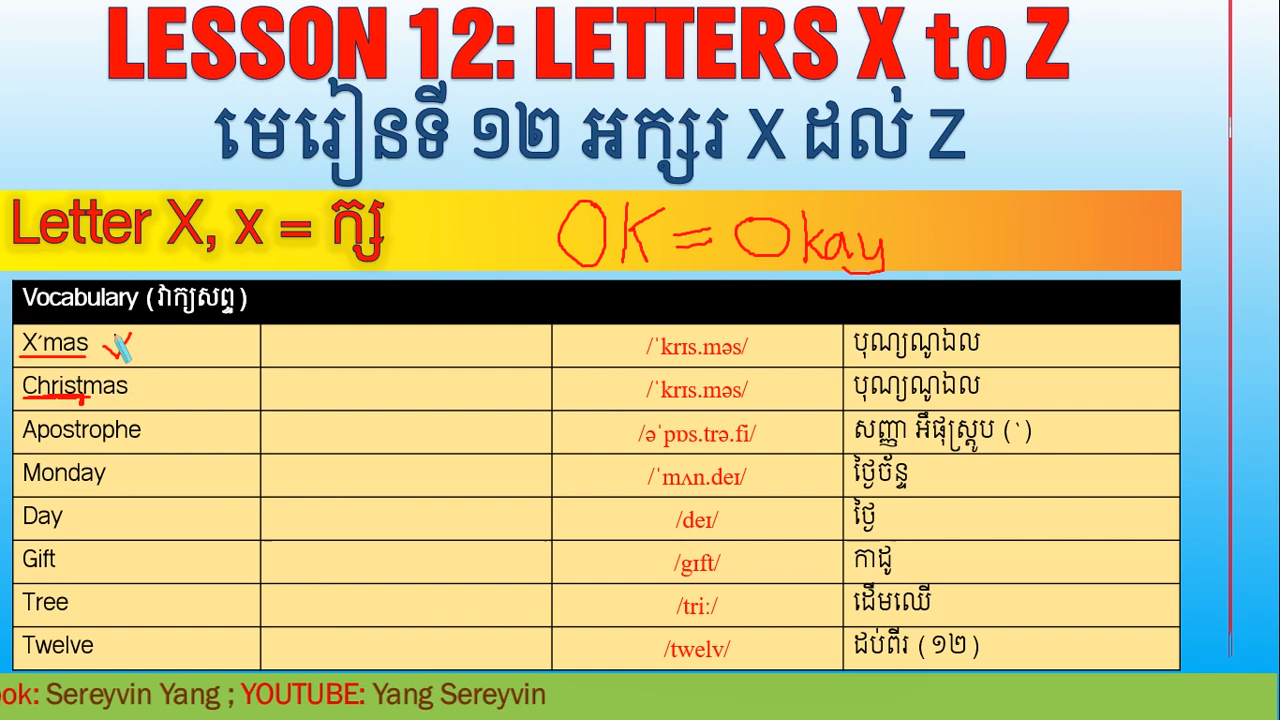 LESSON 12: LETTERS X to Z
មេរៀនទី ១២ អក្សរ X ដល់ Z
Letter X, x = ក្ស
OK = Okay
Vocabulary (វាក្យសព្ទ)
X´mas /ˈkrɪs.məs/ បុណ្យណូឯល
Christmas /ˈkrɪs.məs/ បុណ្យណូឯល
Apostrophe /əˈpɒs.trə.fi/ សញ្ញា អឹផុស្ត្រូប (`)
Monday /ˈmʌn.deɪ/ ថ្ងៃច័ន្ទ
Day /deɪ/ ថ្ងៃ
Gift /gɪft/ កាដូ
Tree /triː/ ដើមឈើ
Twelve /twelv/ ដប់ពីរ (១២)
ook: Sereyvin Yang ; YOUTUBE: Yang Sereyvin